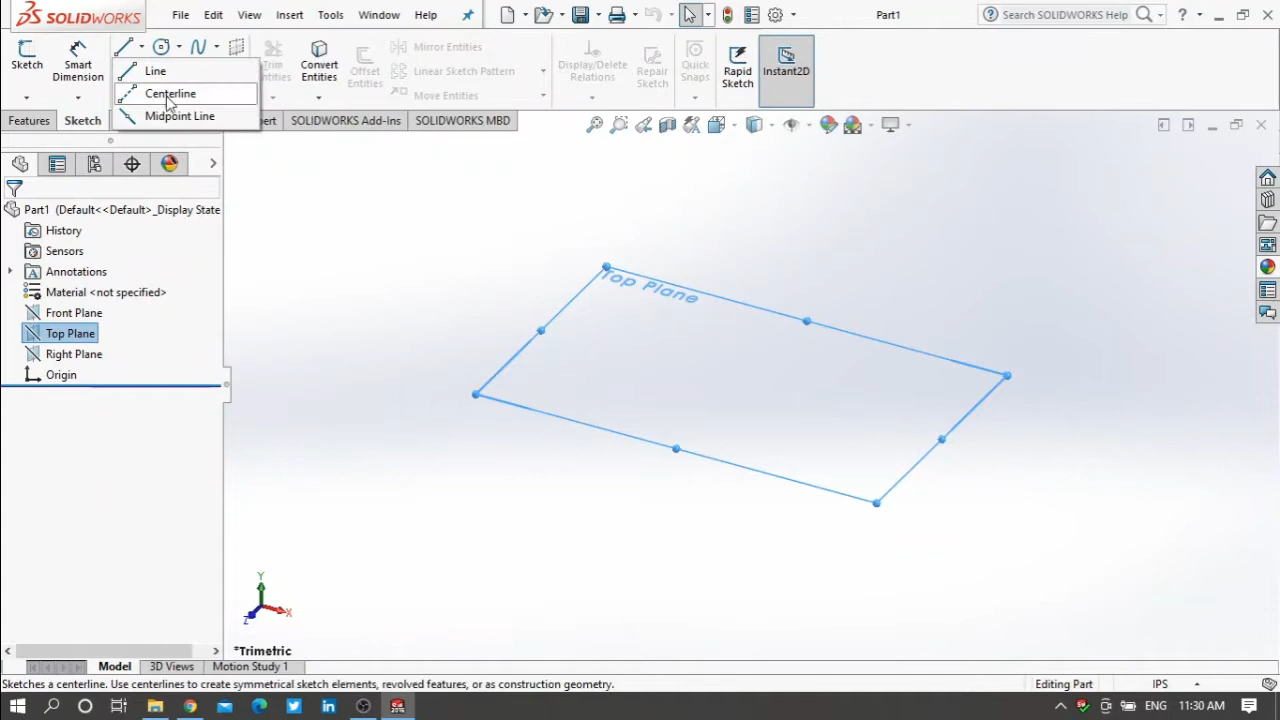 SOLIDWORKS File Edit View Insert Tools Window Help Part1 Search SOLIDWORKS Help ?
Sketch Smart Dimension Trim Entities Convert Entities Offset Entities Mirror Entities Linear Sketch Pattern Move Entities Display/Delete Relations Repair Sketch Quick Snaps Rapid Sketch Instant2D
Line
Centerline
Midpoint Line
Features Sketch ert SOLIDWORKS Add-ins SOLIDWORKS MBD
Part1 (Default<<Default>_Display State
History
Sensors
Annotations
Material <not specified>
Front Plane
Top Plane
Right Plane
Origin
Top Plane
Y
X
Z
*Trimetric
Model 3D Views Motion Study 1
Sketches a centerline. Use centerlines to create symmetrical sketch elements, revolved features, or as construction geometry. Editing Part IPS
ENG 11:30 AM